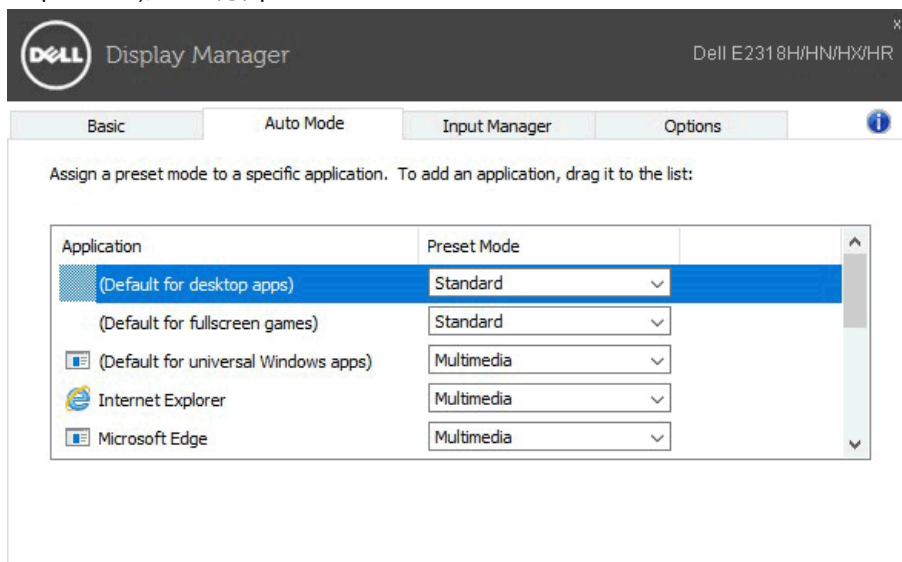 DELL Display Manager
x
Dell E2318H/HN/HX/HR
Basic Auto Mode Input Manager Options
Assign a preset mode to a specific application. To add an application, drag it to the list:
Application Preset Mode
(Default for desktop apps) Standard
(Default for fullscreen games) Standard
(Default for universal Windows apps) Multimedia
Internet Explorer Multimedia
Microsoft Edge Multimedia